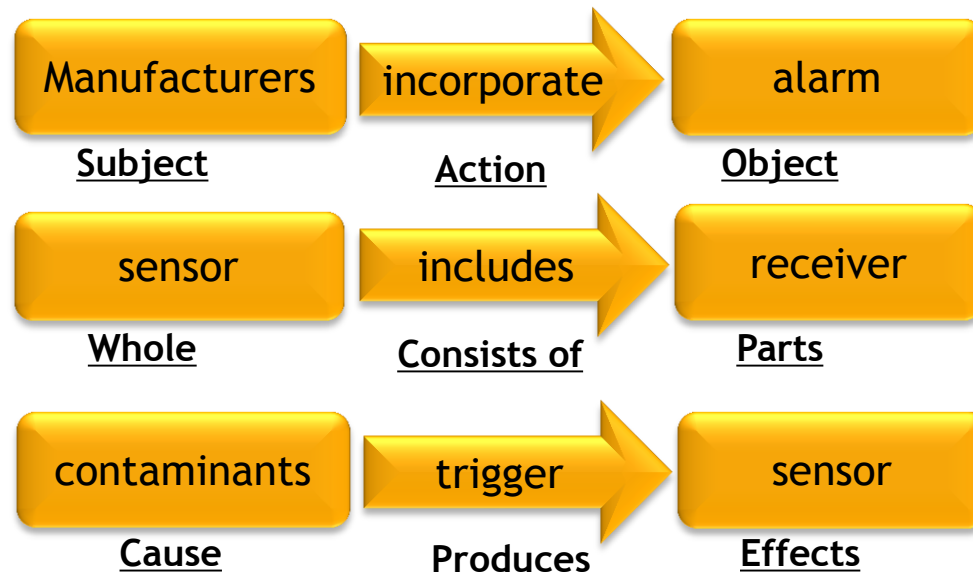 Manufacturers incorporate alarm
Subject Action Object
sensor includes receiver
Whole Consists of Parts
contaminants trigger sensor
Cause Produces Effects